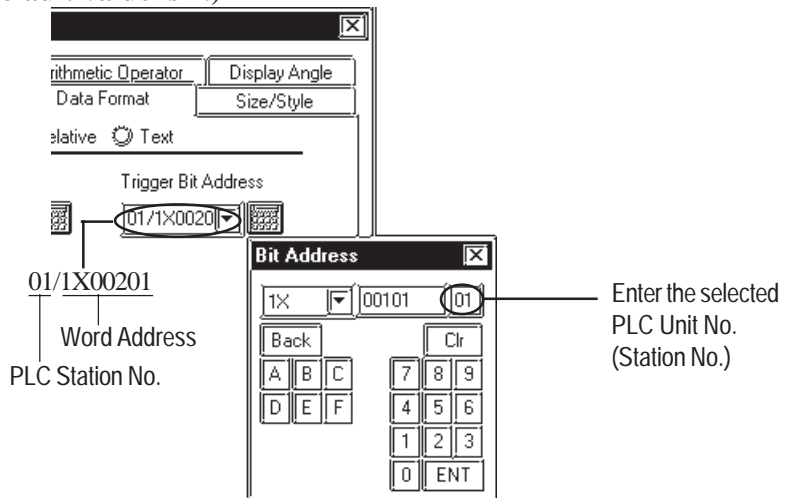 rithmetic Operator Display Angle
Data Format Size/Style
elative Text
Trigger Bit Address
01/1X0020
Bit Address
01/1X00201
1X 00101 01
Enter the selected
PLC Unit No.
(Station No.)
Word Address
PLC Station No.
Back Clr
A B C 7 8 9
D E F 4 5 6
1 2 3
0 ENT